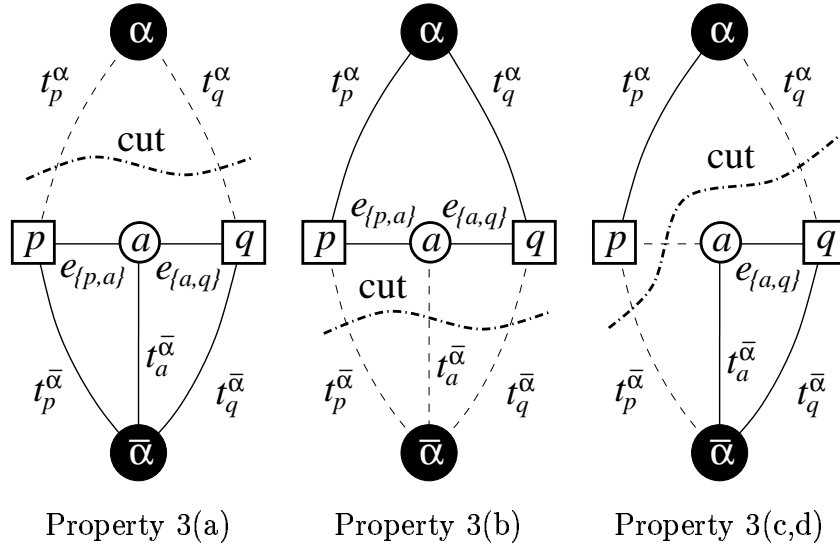 α α α
t_p^α t_q^α t_p^α t_q^α t_p^α t_q^α
cut cut
p a q p e_{p,a} a e_{a,q} q p a q
e_{p,a} e_{a,q} cut e_{a,q}
t_p^ᾱ t_a^ᾱ t_q^ᾱ t_p^ᾱ t_a^ᾱ t_q^ᾱ t_p^ᾱ t_a^ᾱ t_q^ᾱ
ᾱ ᾱ ᾱ
Property 3(a) Property 3(b) Property 3(c,d)